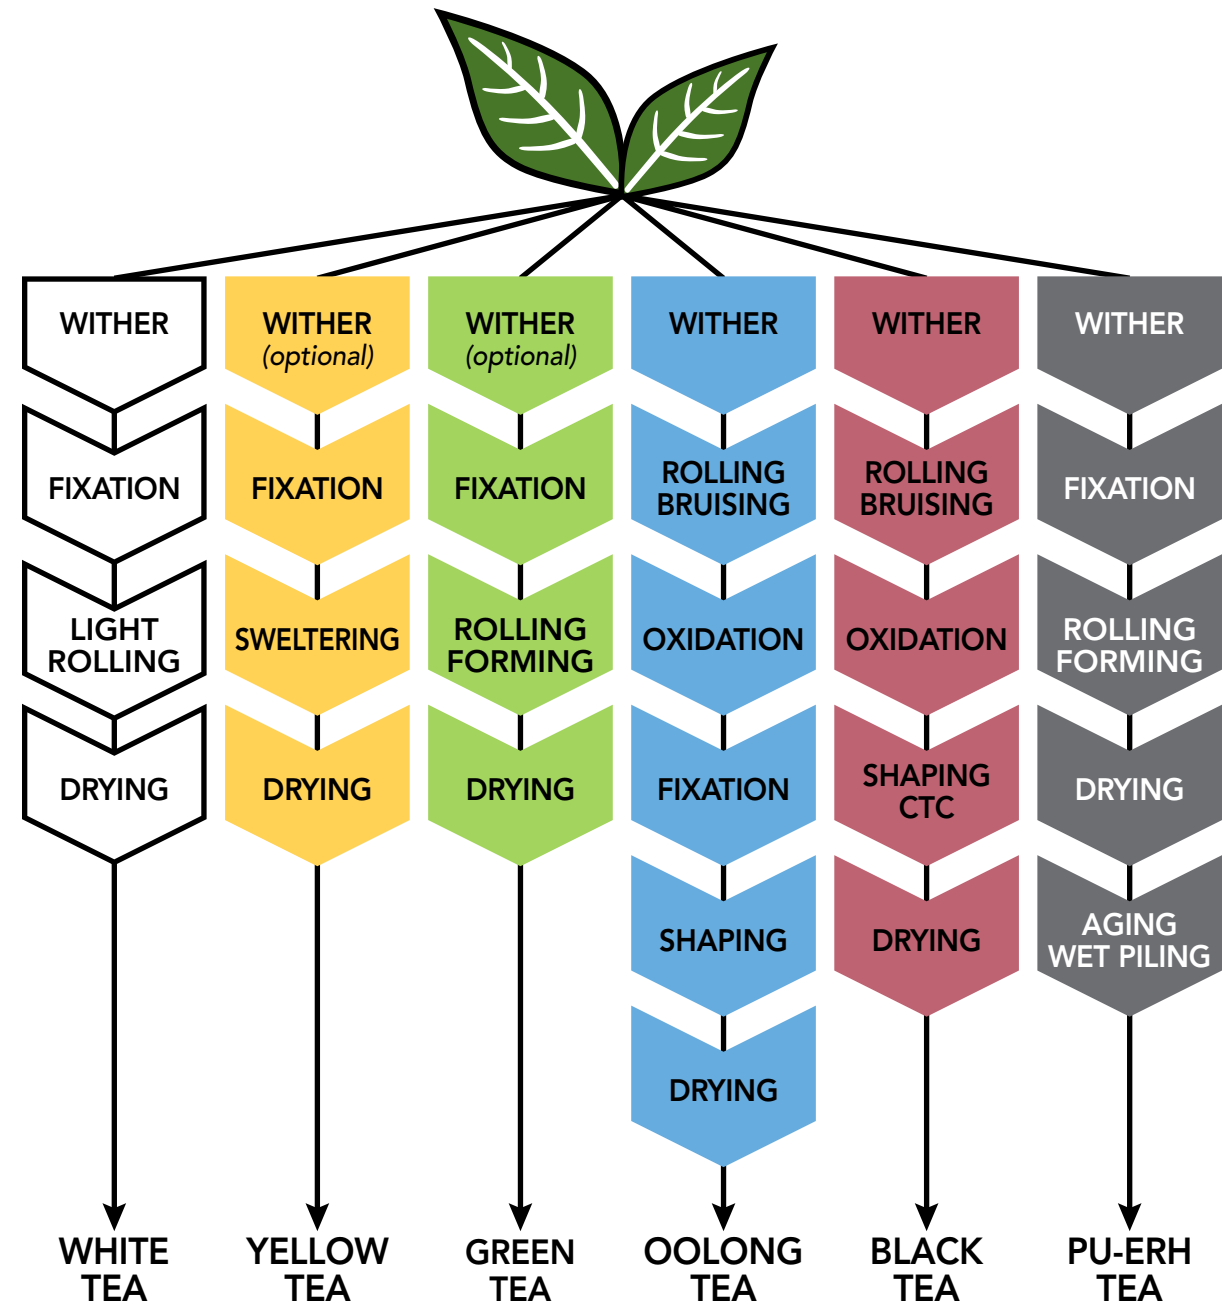 WITHER
FIXATION
LIGHT
ROLLING
DRYING
WHITE
TEA
WITHER
(optional)
FIXATION
SWELTERING
DRYING
YELLOW
TEA
WITHER
(optional)
FIXATION
ROLLING
FORMING
DRYING
GREEN
TEA
WITHER
ROLLING
BRUISING
OXIDATION
FIXATION
SHAPING
DRYING
OOLONG
TEA
WITHER
ROLLING
BRUISING
OXIDATION
SHAPING
CTC
DRYING
BLACK
TEA
WITHER
FIXATION
ROLLING
FORMING
DRYING
AGING
WET PILING
PU-ERH
TEA